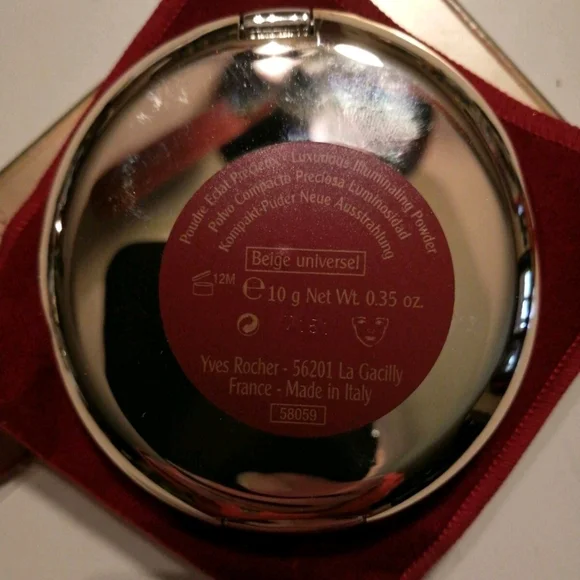 Poudre Eclat Précieux - Luxurious Illuminating Powder
Polvo Compacto Preciosa Luminosidad
Kompakt-Puder Neue Ausstrahlung
Beige universel
12M ℮ 10 g Net Wt. 0.35 oz.
Yves Rocher - 56201 La Gacilly
France - Made in Italy
58059